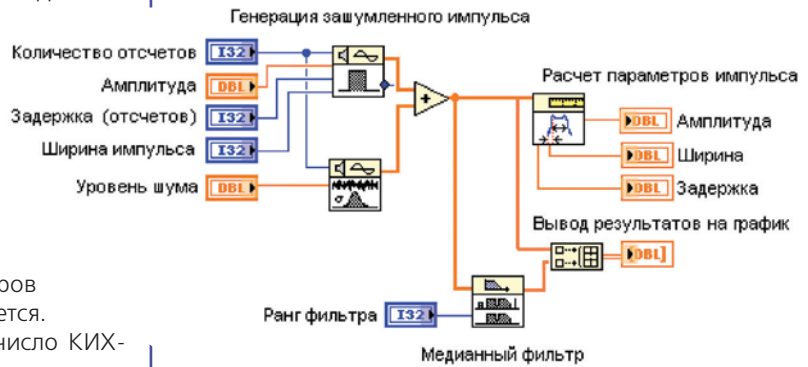 Генерация зашумленного импульса
Количество отсчетов I32
Амплитуда DBL
Задержка (отсчетов) I32
Ширина импульса I32
Уровень шума DBL
Расчет параметров импульса
DBL Амплитуда
DBL Ширина
DBL Задержка
Вывод результатов на график
[DBL]
Ранг фильтра I32
Медианный фильтр
ров
ется.
число КИХ-